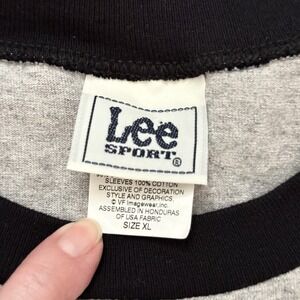 Lee
SPORT ®
SLEEVES 100% COTTON
EXCLUSIVE OF DECORATION
STYLE AND GRAPHICS
© VF Imagewear, Inc.
ASSEMBLED IN HONDURAS
OF USA FABRIC
SIZE XL